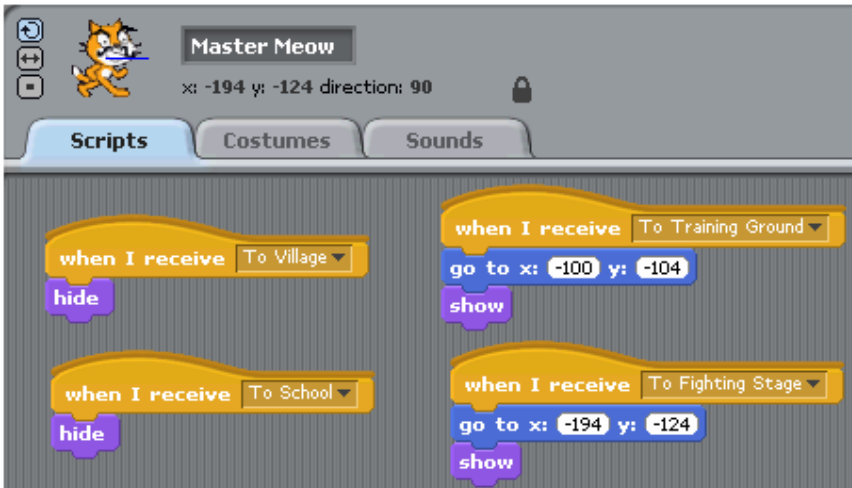 Master Meow
x: -194 y: -124 direction: 90
Scripts Costumes Sounds
when I receive To Village
hide
when I receive To School
hide
when I receive To Training Ground
go to x: -100 y: -104
show
when I receive To Fighting Stage
go to x: -194 y: -124
show